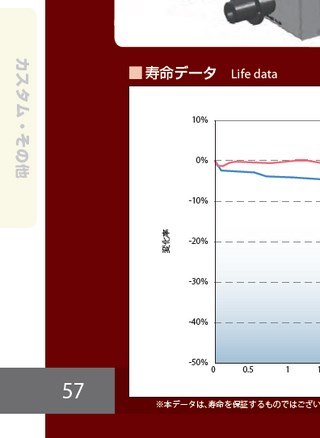 カスタム・その他
寿命データ Life data
10%
0%
-10%
-20%
-30%
-40%
-50%
変化率
0 0.5 1 1
57
※本データは、寿命を保証するものではござい